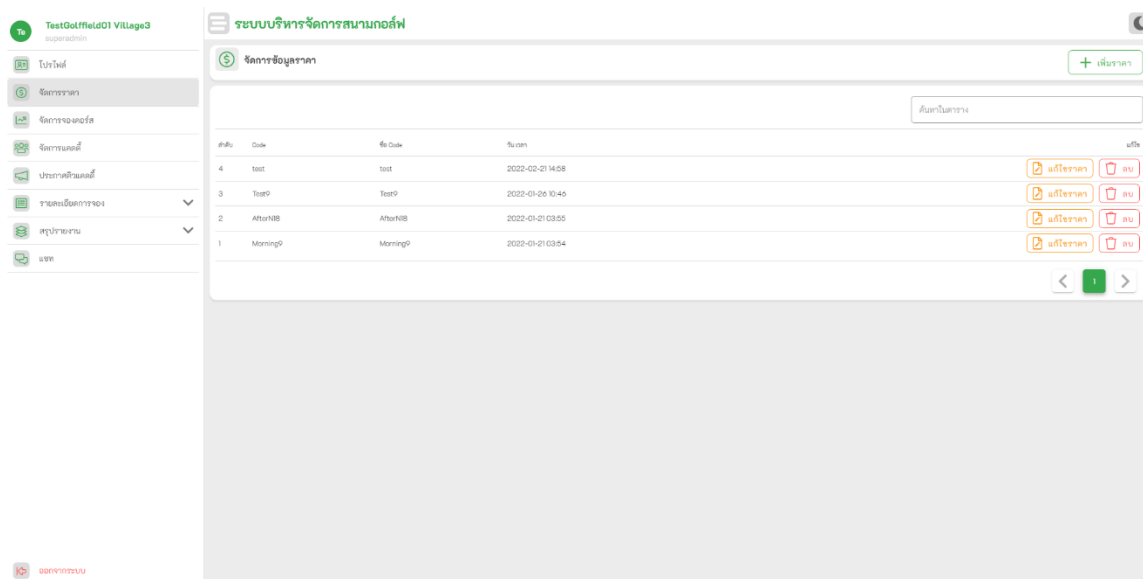 Te
TestGolffield01 Village3
superadmin
โปรไฟล์
จัดการราคา
จัดการจองคอร์ส
จัดการแคดดี้
ประกาศคิวแคดดี้
รายละเอียดการจอง
สรุปรายงาน
แชท
ออกจากระบบ
ระบบบริหารจัดการสนามกอล์ฟ
จัดการข้อมูลราคา
+ เพิ่มราคา
ค้นหาในตาราง
ลำดับ Code ชื่อ Code วัน เวลา แก้ไข
4 test test 2022-02-21 14:58 แก้ไขราคา ลบ
3 Test9 Test9 2022-01-26 10:46 แก้ไขราคา ลบ
2 AfterN18 AfterN18 2022-01-21 03:55 แก้ไขราคา ลบ
1 Morning9 Morning9 2022-01-21 03:54 แก้ไขราคา ลบ
1